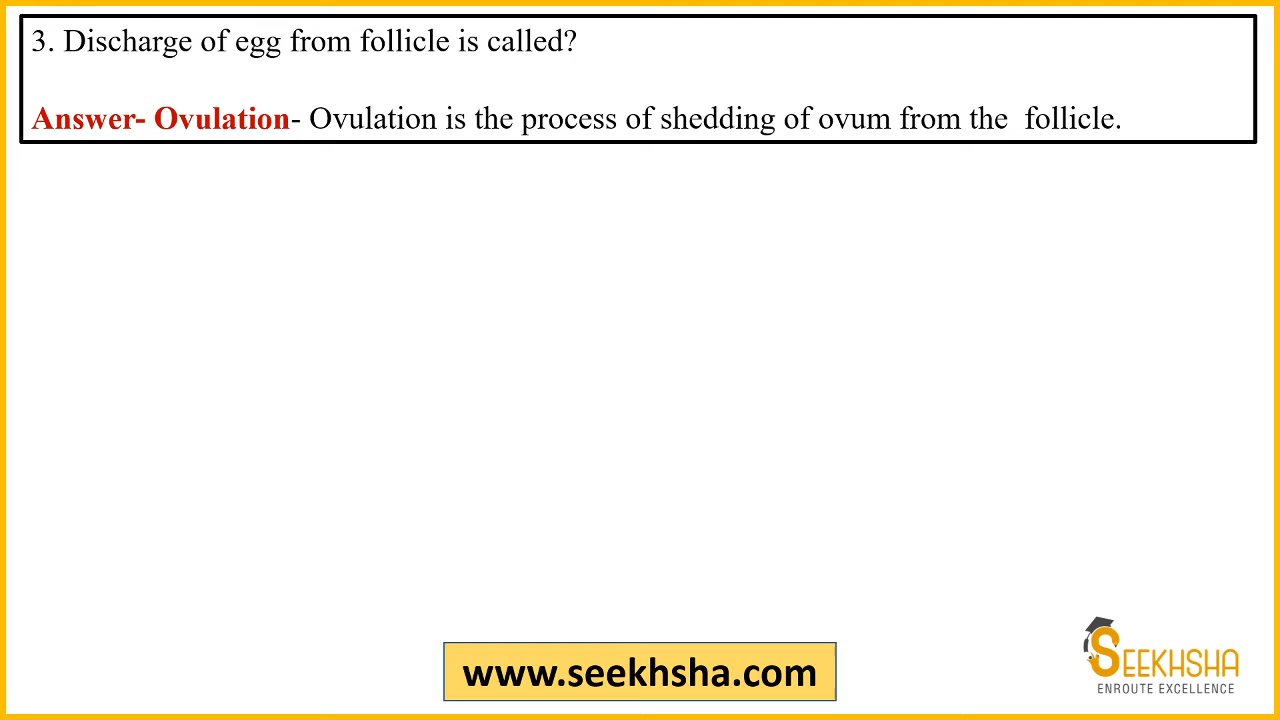 3. Discharge of egg from follicle is called?
Answer- Ovulation- Ovulation is the process of shedding of ovum from the  follicle.
www.seekhsha.com
SEEKHSHA
ENROUTE EXCELLENCE